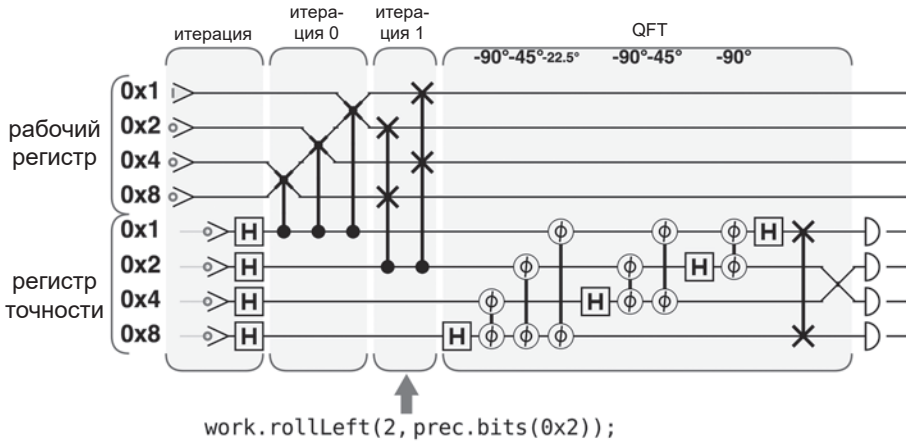 итерация
итера-
ция 0
итера-
ция 1
QFT
-90°-45°-22.5° -90°-45° -90°
рабочий
регистр
0x1
0x2
0x4
0x8
регистр
точности
0x1 H H
0x2 H H
0x4 H H
0x8 H H
ϕ ϕ ϕ ϕ
ϕ ϕ ϕ
ϕ ϕ ϕ
ϕ ϕ ϕ
work.rollLeft(2,prec.bits(0x2));